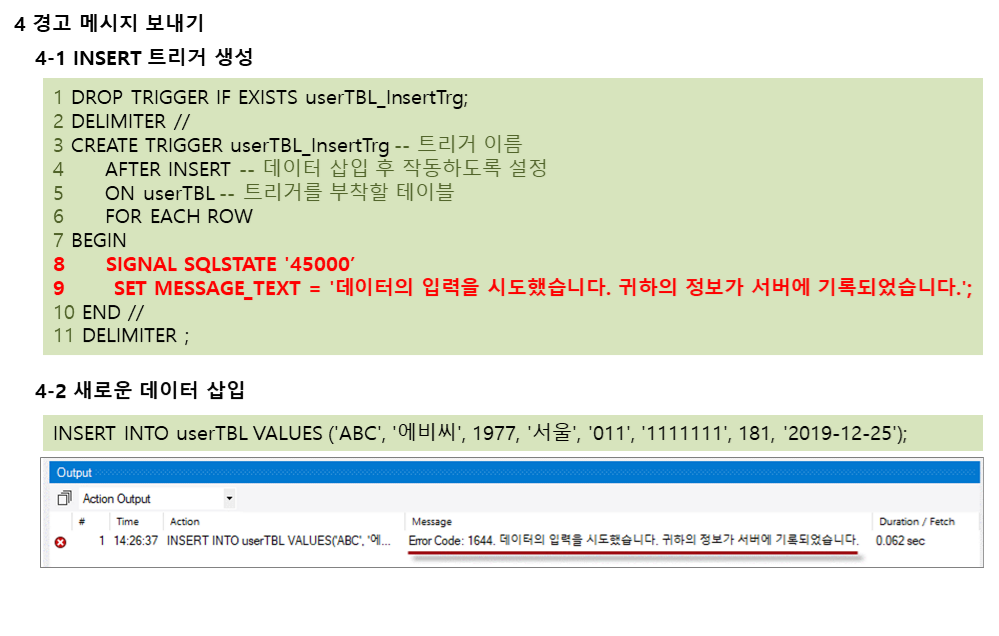 4 경고 메시지 보내기
4-1 INSERT 트리거 생성
1 DROP TRIGGER IF EXISTS userTBL_InsertTrg;
2 DELIMITER //
3 CREATE TRIGGER userTBL_InsertTrg -- 트리거 이름
4 AFTER INSERT -- 데이터 삽입 후 작동하도록 설정
5 ON userTBL -- 트리거를 부착할 테이블
6 FOR EACH ROW
7 BEGIN
8 SIGNAL SQLSTATE '45000’
9 SET MESSAGE_TEXT = '데이터의 입력을 시도했습니다. 귀하의 정보가 서버에 기록되었습니다.';
10 END //
11 DELIMITER ;
4-2 새로운 데이터 삽입
INSERT INTO userTBL VALUES ('ABC', '에비씨', 1977, '서울', '011', '1111111', 181, '2019-12-25');
Output
Action Output
# Time Action Message Duration / Fetch
1 14:26:37 INSERT INTO userTBL VALUES('ABC', '에... Error Code: 1644. 데이터의 입력을 시도했습니다. 귀하의 정보가 서버에 기록되었습니다. 0.062 sec